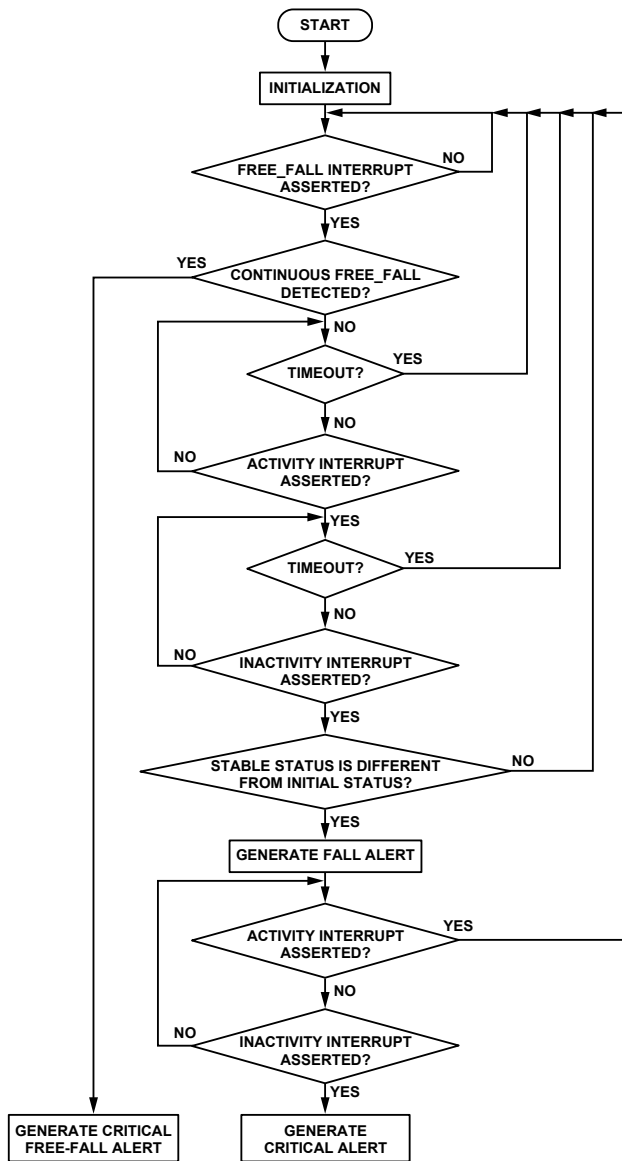 START
INITIALIZATION
FREE_FALL INTERRUPT
ASSERTED?
NO
YES
YES
CONTINUOUS FREE_FALL
DETECTED?
NO
TIMEOUT?
YES
NO
NO
ACTIVITY INTERRUPT
ASSERTED?
YES
TIMEOUT?
YES
NO
NO
INACTIVITY INTERRUPT
ASSERTED?
YES
STABLE STATUS IS DIFFERENT
FROM INITIAL STATUS?
NO
YES
GENERATE FALL ALERT
ACTIVITY INTERRUPT
ASSERTED?
YES
NO
NO
INACTIVITY INTERRUPT
ASSERTED?
YES
GENERATE CRITICAL
FREE-FALL ALERT
GENERATE
CRITICAL ALERT